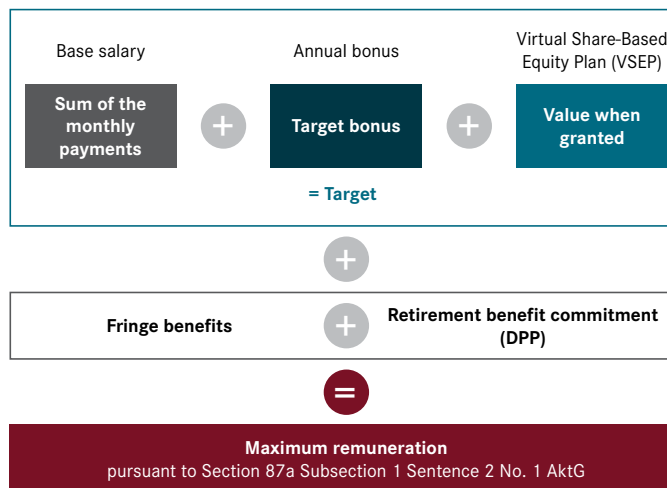 Base salary
Annual bonus
Virtual Share-Based
Equity Plan (VSEP)
Sum of the
monthly
payments
+
Target bonus
+
Value when
granted
= Target
+
Fringe benefits
+
Retirement benefit commitment
(DPP)
=
Maximum remuneration
pursuant to Section 87a Subsection 1 Sentence 2 No. 1 AktG